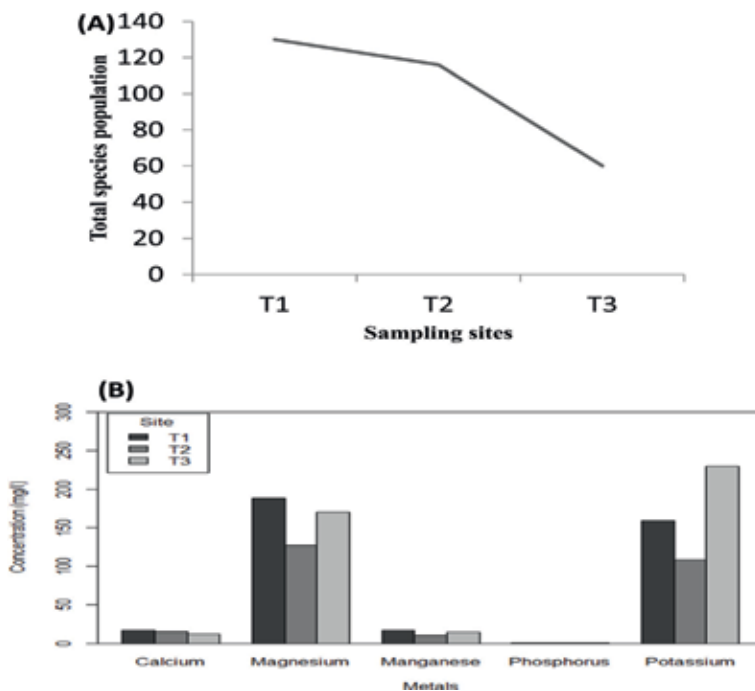 (A)
Total species population
140
120
100
80
60
40
20
0
T1 T2 T3
Sampling sites
(B)
Concentration (mg/l)
300
250
200
150
100
50
0
Site
T1
T2
T3
Calcium Magnesium Manganese Phosphorus Potassium
Metals